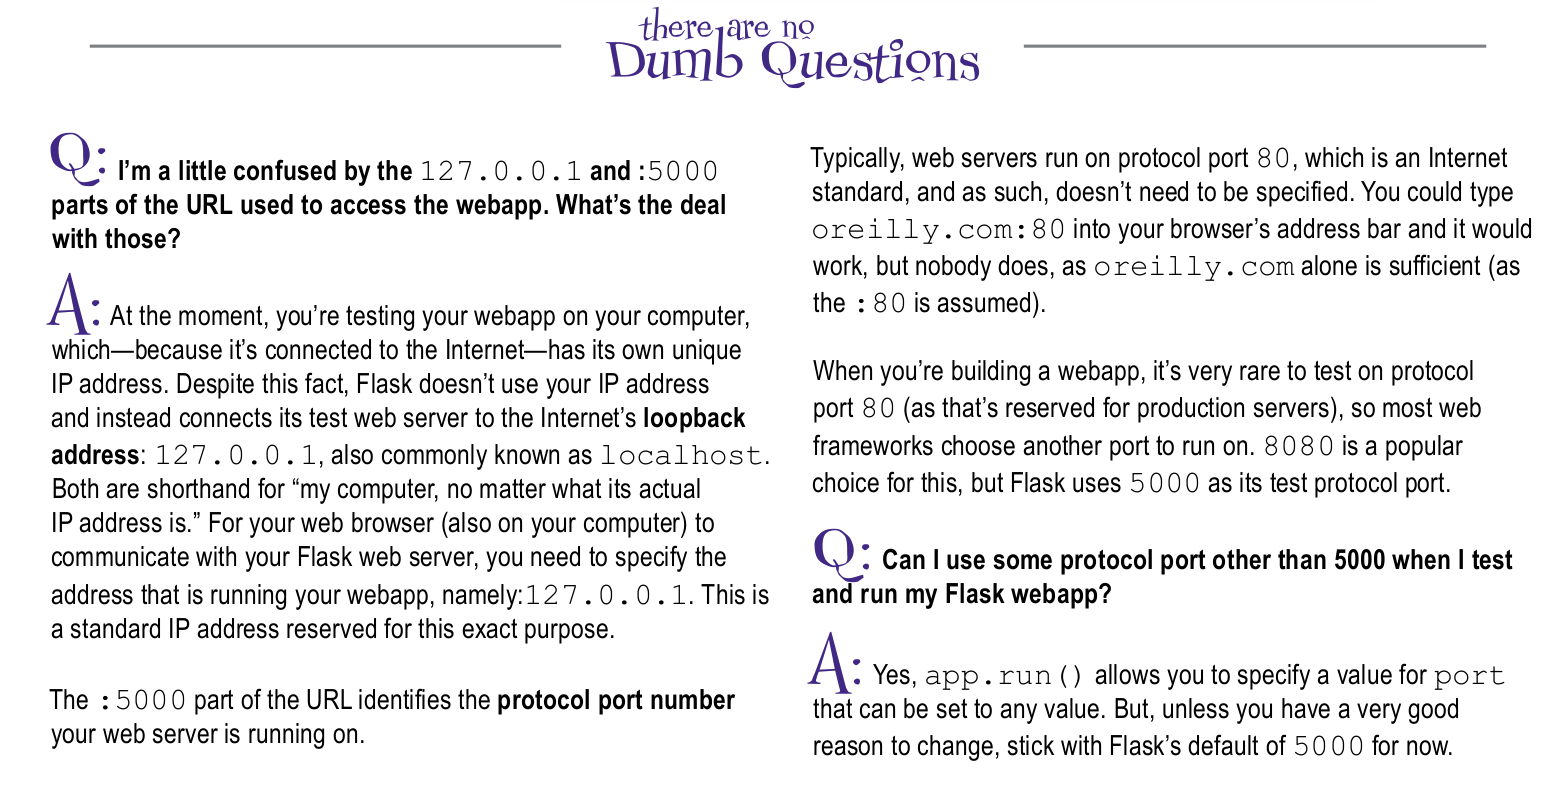 there are no
Dumb Questions
Q: I’m a little confused by the 127.0.0.1 and :5000
parts of the URL used to access the webapp. What’s the deal
with those?
A: At the moment, you’re testing your webapp on your computer,
which—because it’s connected to the Internet—has its own unique
IP address. Despite this fact, Flask doesn’t use your IP address
and instead connects its test web server to the Internet’s loopback
address: 127.0.0.1, also commonly known as localhost.
Both are shorthand for “my computer, no matter what its actual
IP address is.” For your web browser (also on your computer) to
communicate with your Flask web server, you need to specify the
address that is running your webapp, namely:127.0.0.1. This is
a standard IP address reserved for this exact purpose.
The :5000 part of the URL identifies the protocol port number
your web server is running on.
Typically, web servers run on protocol port 80, which is an Internet
standard, and as such, doesn’t need to be specified. You could type
oreilly.com:80 into your browser’s address bar and it would
work, but nobody does, as oreilly.com alone is sufficient (as
the :80 is assumed).
When you’re building a webapp, it’s very rare to test on protocol
port 80 (as that’s reserved for production servers), so most web
frameworks choose another port to run on. 8080 is a popular
choice for this, but Flask uses 5000 as its test protocol port.
Q: Can I use some protocol port other than 5000 when I test
and run my Flask webapp?
A: Yes, app.run() allows you to specify a value for port
that can be set to any value. But, unless you have a very good
reason to change, stick with Flask’s default of 5000 for now.